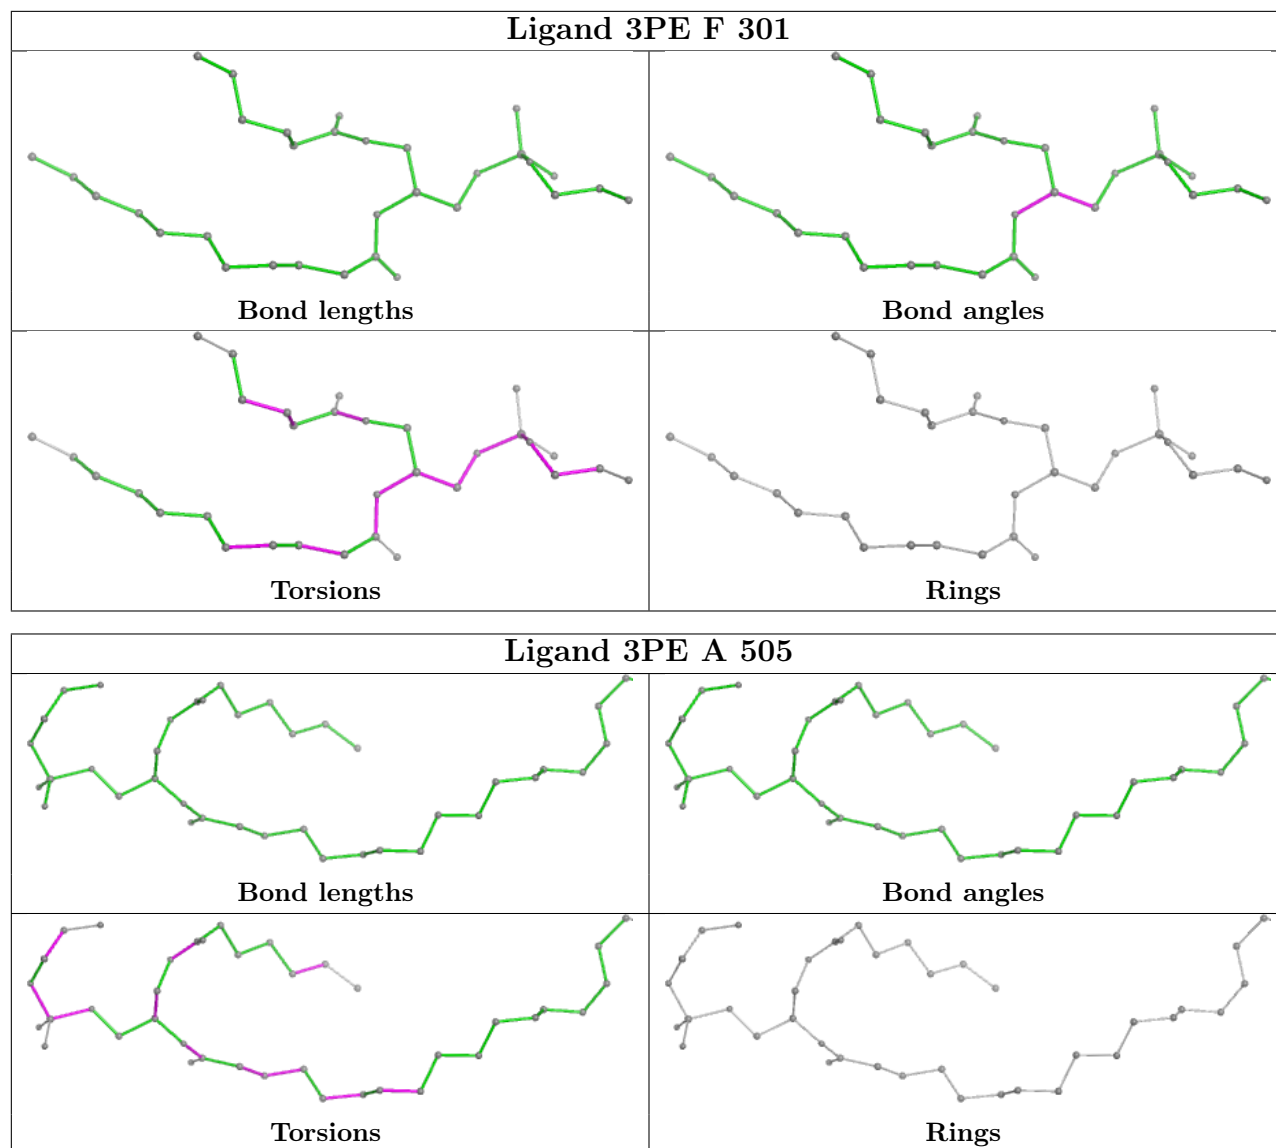 Ligand 3PE F 301
Bond lengths
Bond angles
Torsions
Rings
Ligand 3PE A 505
Bond lengths
Bond angles
Torsions
Rings